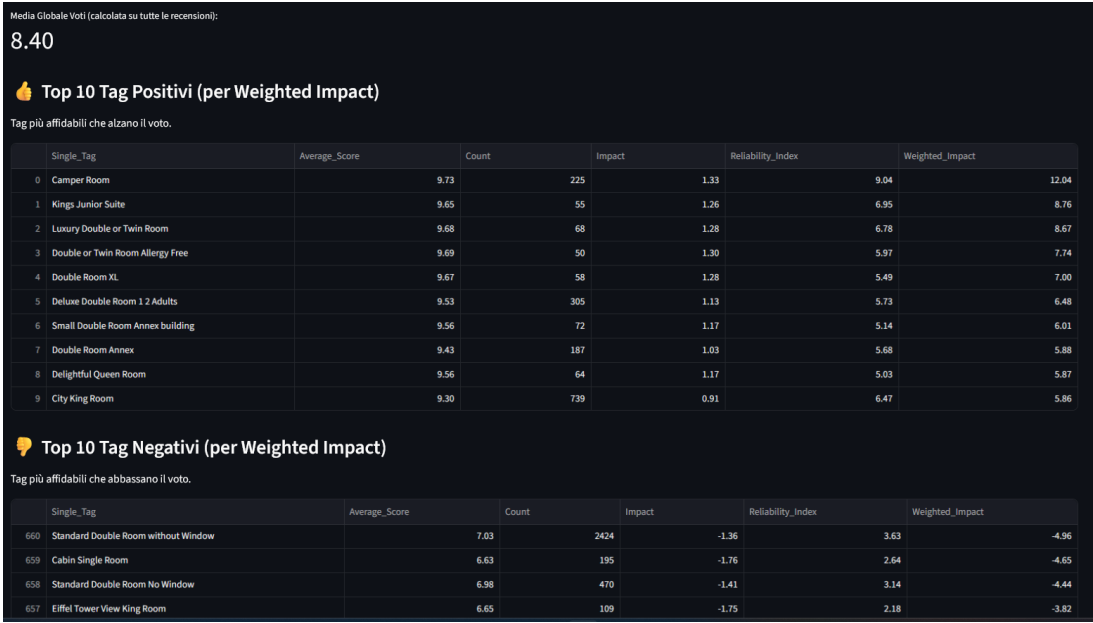 Media Globale Voti (calcolata su tutte le recensioni):
8.40
👍 Top 10 Tag Positivi (per Weighted Impact)
Tag più affidabili che alzano il voto.
Single_Tag Average_Score Count Impact Reliability_Index Weighted_Impact
0 Camper Room 9.73 225 1.33 9.04 12.04
1 Kings Junior Suite 9.65 55 1.26 6.95 8.76
2 Luxury Double or Twin Room 9.68 68 1.28 6.78 8.67
3 Double or Twin Room Allergy Free 9.69 50 1.30 5.97 7.74
4 Double Room XL 9.67 58 1.28 5.49 7.00
5 Deluxe Double Room 1 2 Adults 9.53 305 1.13 5.73 6.48
6 Small Double Room Annex building 9.56 72 1.17 5.14 6.01
7 Double Room Annex 9.43 187 1.03 5.68 5.88
8 Delightful Queen Room 9.56 64 1.17 5.03 5.87
9 City King Room 9.30 739 0.91 6.47 5.86
👎 Top 10 Tag Negativi (per Weighted Impact)
Tag più affidabili che abbassano il voto.
Single_Tag Average_Score Count Impact Reliability_Index Weighted_Impact
660 Standard Double Room without Window 7.03 2424 -1.36 3.63 -4.96
659 Cabin Single Room 6.63 195 -1.76 2.64 -4.65
658 Standard Double Room No Window 6.98 470 -1.41 3.14 -4.44
657 Eiffel Tower View King Room 6.65 109 -1.75 2.18 -3.82